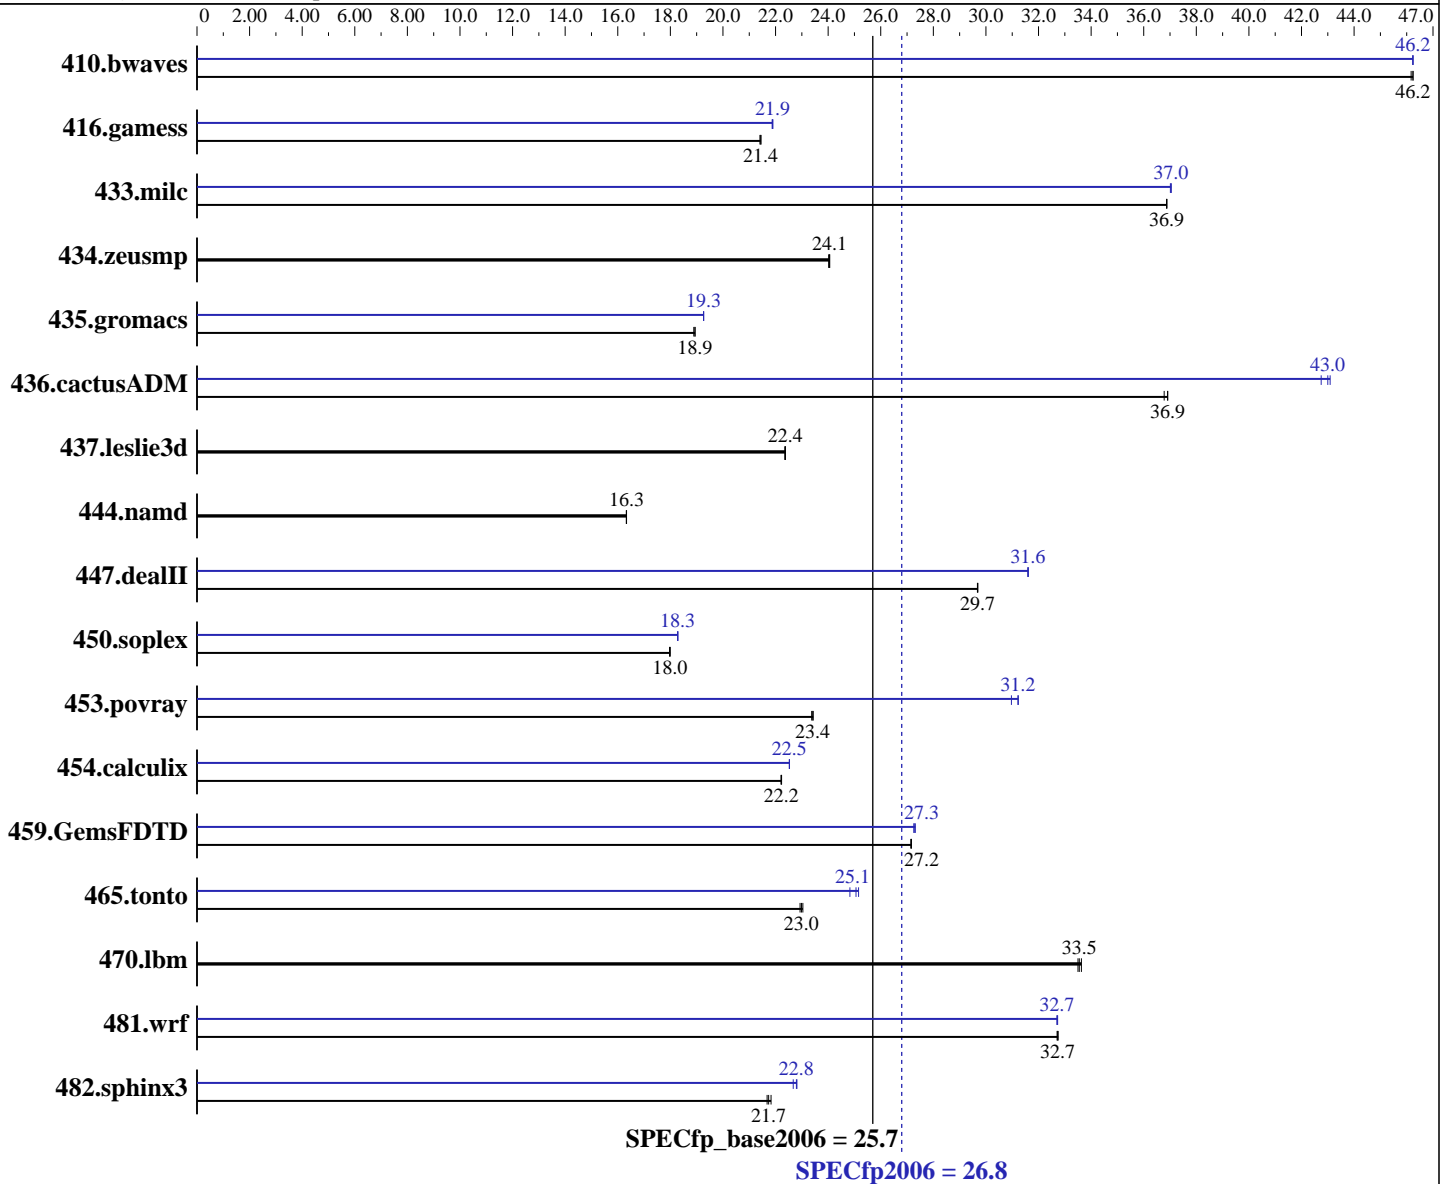 0 2.00 4.00 6.00 8.00 10.0 12.0 14.0 16.0 18.0 20.0 22.0 24.0 26.0 28.0 30.0 32.0 34.0 36.0 38.0 40.0 42.0 44.0 47.0
46.2
410.bwaves
46.2
21.9
416.gamess
21.4
37.0
433.milc
36.9
24.1
434.zeusmp
19.3
435.gromacs
18.9
43.0
436.cactusADM
36.9
22.4
437.leslie3d
16.3
444.namd
31.6
447.dealII
29.7
18.3
450.soplex
18.0
31.2
453.povray
23.4
22.5
454.calculix
22.2
27.3
459.GemsFDTD
27.2
25.1
465.tonto
23.0
33.5
470.lbm
32.7
481.wrf
32.7
22.8
482.sphinx3
21.7
SPECfp_base2006 = 25.7
SPECfp2006 = 26.8